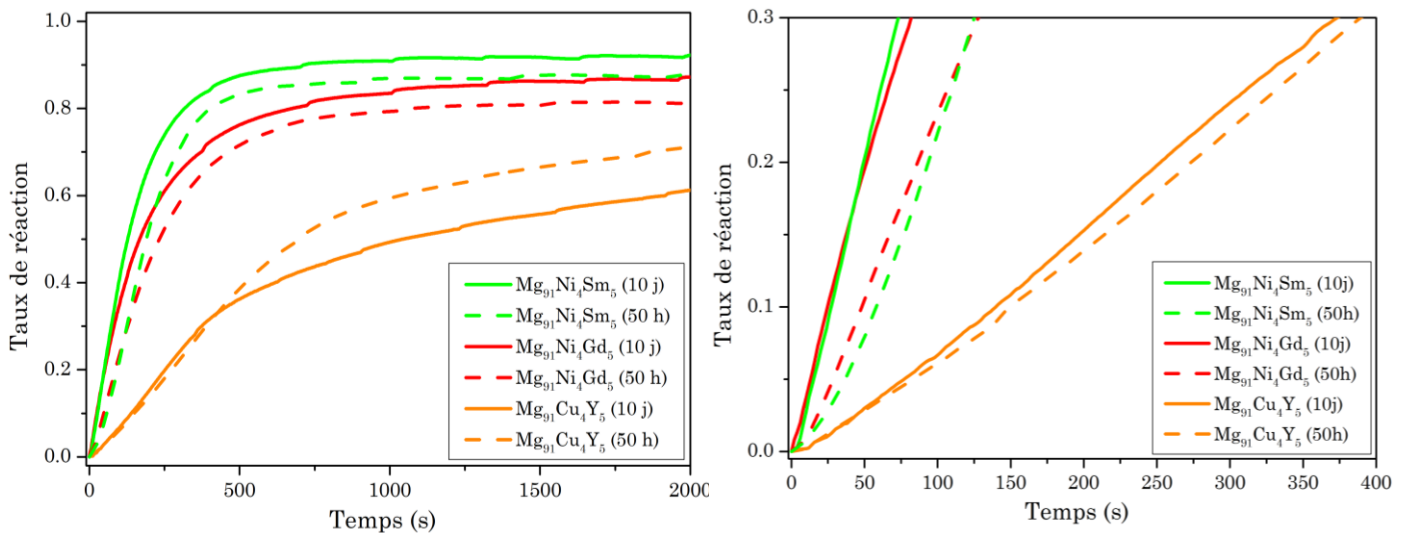 1.0
0.8
0.6
0.4
0.2
0.0
Taux de réaction
0
500
1000
1500
2000
Temps (s)
Mg₉₁Ni₄Sm₅ (10 j)
Mg₉₁Ni₄Sm₅ (50 h)
Mg₉₁Ni₄Gd₅ (10 j)
Mg₉₁Ni₄Gd₅ (50 h)
Mg₉₁Cu₄Y₅ (10 j)
Mg₉₁Cu₄Y₅ (50 h)
0.3
0.2
0.1
0.0
Taux de réaction
0
50
100
150
200
250
300
350
400
Temps (s)
Mg₉₁Ni₄Sm₅ (10j)
Mg₉₁Ni₄Sm₅ (50h)
Mg₉₁Ni₄Gd₅ (10j)
Mg₉₁Ni₄Gd₅ (50h)
Mg₉₁Cu₄Y₅ (10j)
Mg₉₁Cu₄Y₅ (50h)